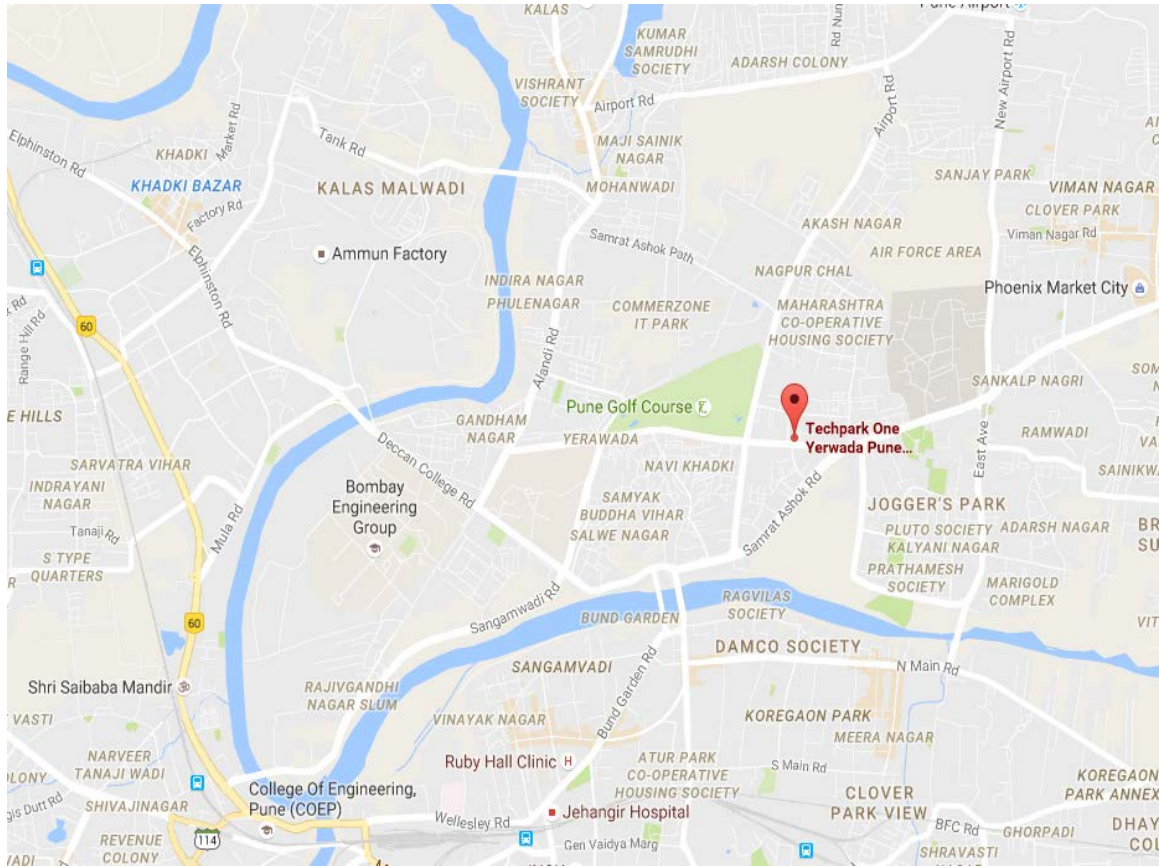 Pune Airport
KALAS
KUMAR
SAMRUDHI
SOCIETY
Rd Nun
ADARSH COLONY
New Airport Rd
VISHRANT
SOCIETY
Airport Rd
Airport Rd
Elphinston Rd
Market Rd
Tank Rd
MAJI SAINIK
NAGAR
KHADKI
KHADKI BAZAR
KALAS MALWADI
MOHANWADI
SANJAY PARK
VIMAN NAGAR
CLOVER PARK
Factory Rd
AKASH NAGAR
Viman Nagar Rd
Samrat Ashok Path
AIR FORCE AREA
Ammun Factory
Elphinston Rd
INDIRA NAGAR
PHULENAGAR
NAGPUR CHAL
Phoenix Market City
COMMERZONE
IT PARK
MAHARASHTRA
CO-OPERATIVE
HOUSING SOCIETY
60
Range Hill Rd
Alandi Rd
SANKALP NAGRI
E HILLS
Pune Golf Course
GANDHAM
NAGAR
YERAWADA
Techpark One
Yerwada Pune...
RAMWADI
East Ave
Deccan College Rd
SARVATRA VIHAR
NAVI KHADKI
SAINIKW
INDRAYANI
NAGAR
Bombay
Engineering
Group
SAMYAK
BUDDHA VIHAR
SALWE NAGAR
Samrat Ashok Rd
JOGGER'S PARK
Mula Rd
Tanaji Rd
PLUTO SOCIETY
ADARSH NAGAR
KALYANI NAGAR
S TYPE
QUARTERS
PRATHAMESH
SOCIETY
MARIGOLD
COMPLEX
Sangamwadi Rd
RAGVILAS
SOCIETY
60
BUND GARDEN
DAMCO SOCIETY
SANGAMVADI
N Main Rd
Shri Saibaba Mandir
RAJIVGANDHI
NAGAR SLUM
Bund Garden Rd
VINAYAK NAGAR
KOREGAON PARK
MEERA NAGAR
NARVEER
TANAJI WADI
Ruby Hall Clinic
H
ATUR PARK
CO-OPERATIVE
HOUSING SOCIETY
S Main Rd
KOREGAON
PARK ANNEX
College Of Engineering,
Pune (COEP)
SHIVAJINAGAR
Jehangir Hospital
CLOVER
PARK VIEW
Wellesley Rd
BFC Rd
GHORPADI
114
REVENUE
COLONY
Gen Vaidya Marg
SHRAVASTI